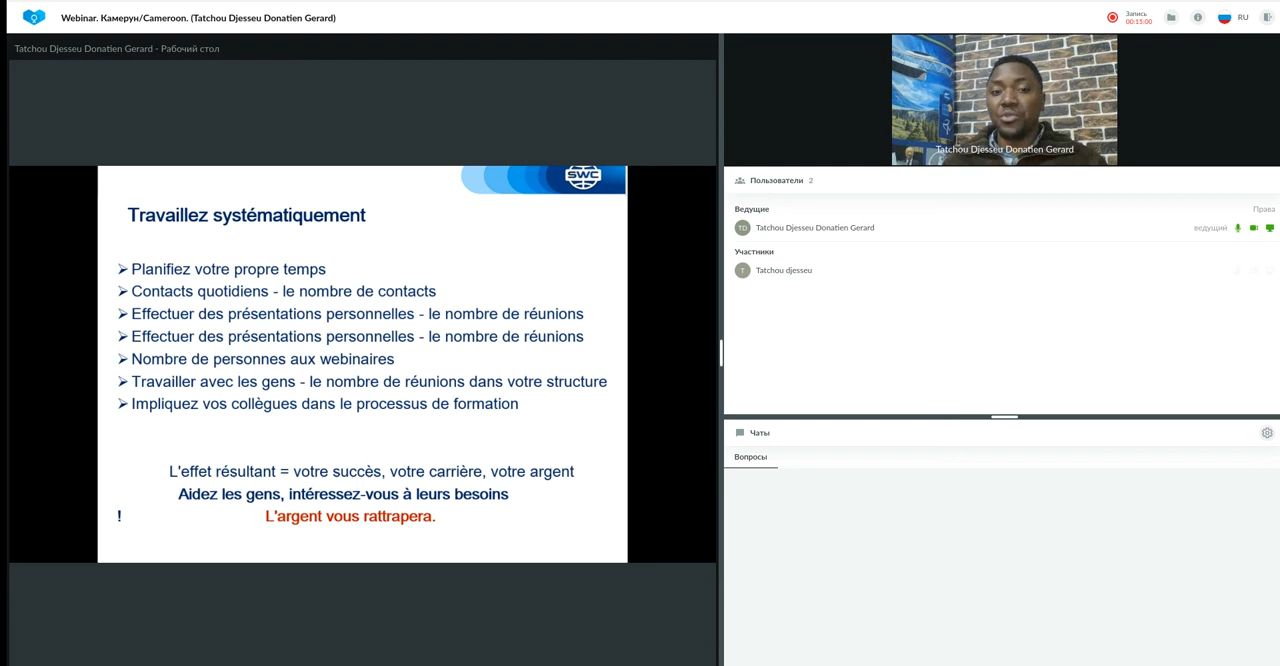 Webinar. Камерун/Cameroon. (Tatchou Djesseu Donatien Gerard)
Запись
00:15:00
RU
Tatchou Djesseu Donatien Gerard - Рабочий стол
SWC
Travaillez systématiquement
➢ Planifiez votre propre temps
➢ Contacts quotidiens - le nombre de contacts
➢ Effectuer des présentations personnelles - le nombre de réunions
➢ Effectuer des présentations personnelles - le nombre de réunions
➢ Nombre de personnes aux webinaires
➢ Travailler avec les gens - le nombre de réunions dans votre structure
➢ Impliquez vos collègues dans le processus de formation
L'effet résultant = votre succès, votre carrière, votre argent
Aidez les gens, intéressez-vous à leurs besoins
! L'argent vous rattrapera.
Tatchou Djesseu Donatien Gerard
Пользователи 2
Ведущие Права
TD Tatchou Djesseu Donatien Gerard ведущий
Участники
T Tatchou djesseu
Чаты
Вопросы